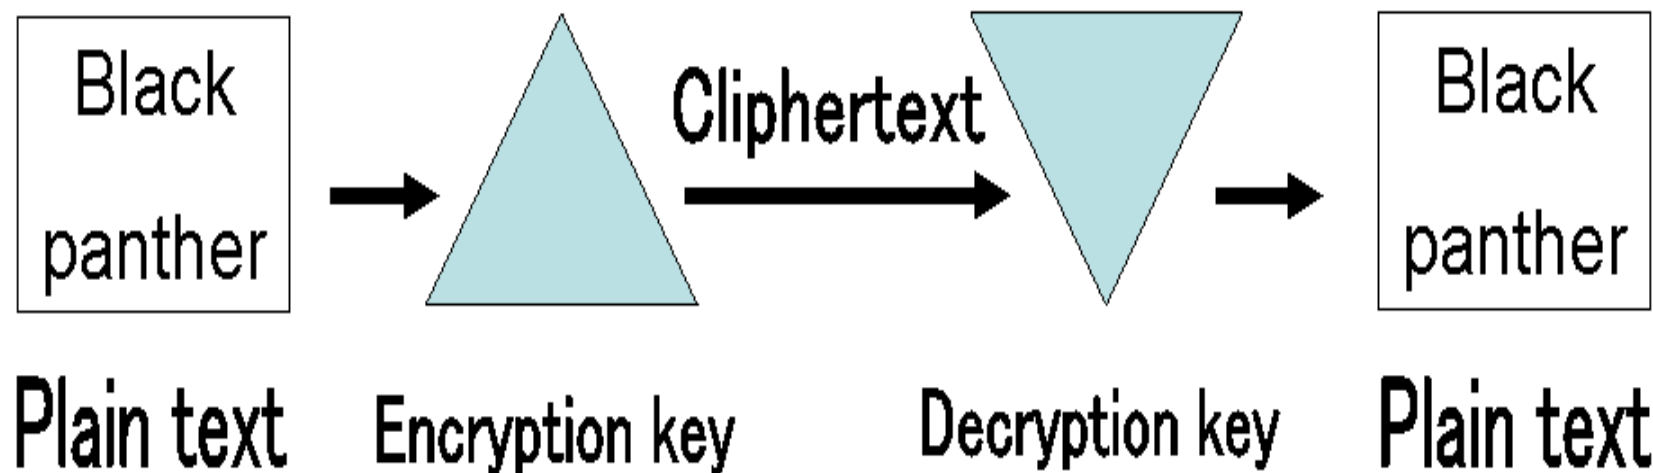 Black
panther
Cliphertext
Black
panther
Plain text
Encryption key
Decryption key
Plain text